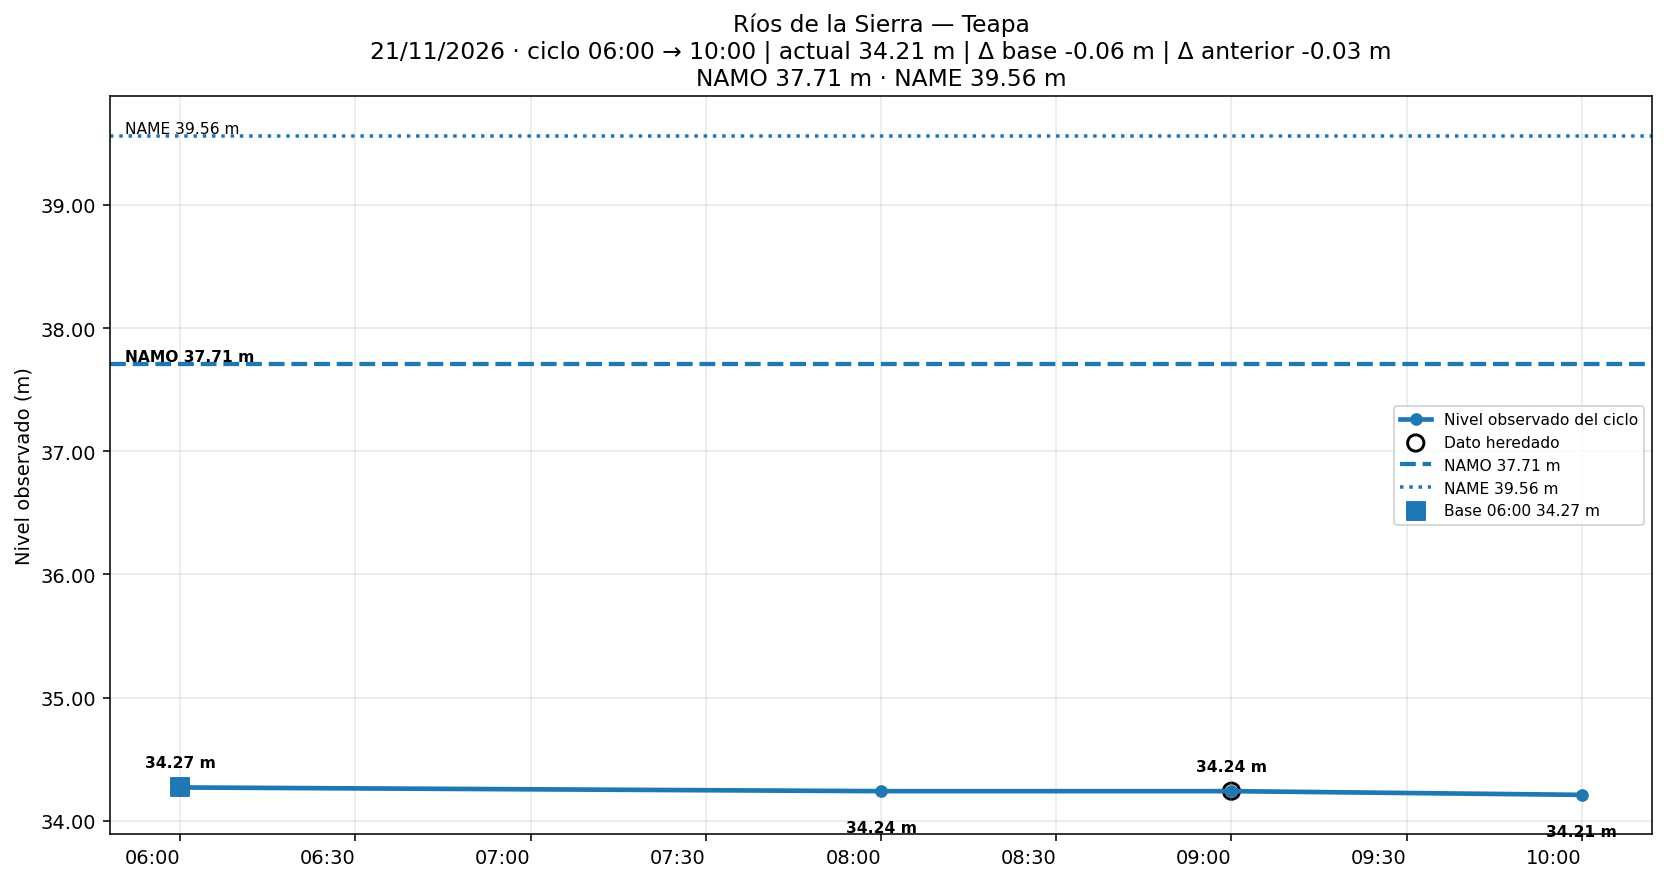 Ríos de la Sierra — Teapa
21/11/2026 · ciclo 06:00 → 10:00 | actual 34.21 m | Δ base -0.06 m | Δ anterior -0.03 m
NAMO 37.71 m · NAME 39.56 m
NAME 39.56 m
39.00
38.00
NAMO 37.71 m
Nivel observado (m)
Nivel observado del ciclo
Dato heredado
NAMO 37.71 m
NAME 39.56 m
Base 06:00 34.27 m
37.00
36.00
35.00
34.27 m
34.24 m
34.00
34.24 m
34.21 m
06:00
06:30
07:00
07:30
08:00
08:30
09:00
09:30
10:00